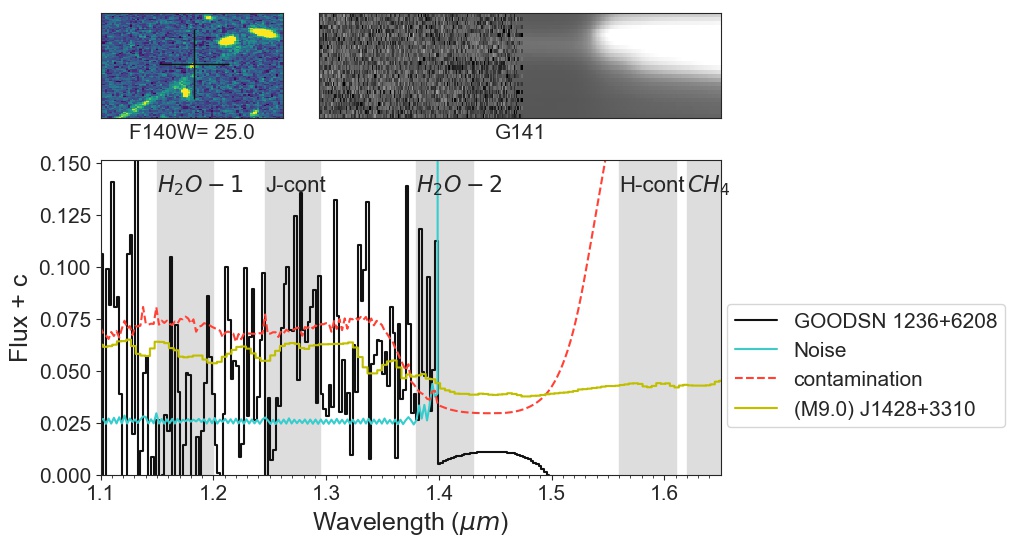 F140W= 25.0
G141
H₂O − 1
J-cont
H₂O − 2
H-cont
CH₄
0.150
0.125
0.100
0.075
0.050
0.025
0.000
Flux + c
1.1
1.2
1.3
1.4
1.5
1.6
Wavelength (μm)
GOODSN 1236+6208
Noise
contamination
(M9.0) J1428+3310